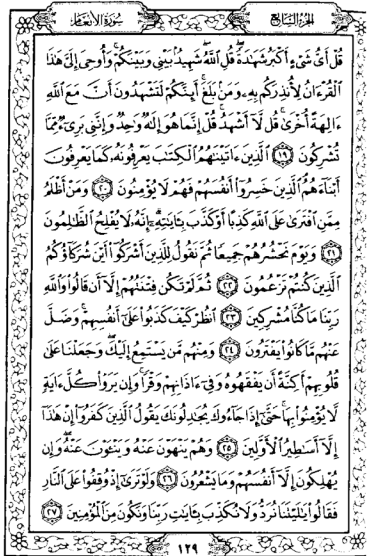 الجزء السابع
سورة الأنعام
قُلْ أَىُّ شَىْءٍ أَكْبَرُ شَهَٰدَةً قُلِ ٱللَّهُ شَهِيدُۢ بَيْنِى وَبَيْنَكُمْ وَأُوحِىَ إِلَىَّ هَٰذَا
ٱلْقُرْءَانُ لِأُنذِرَكُم بِهِۦ وَمَنۢ بَلَغَ أَئِنَّكُمْ لَتَشْهَدُونَ أَنَّ مَعَ ٱللَّهِ
ءَالِهَةً أُخْرَىٰ قُل لَّآ أَشْهَدُ قُلْ إِنَّمَا هُوَ إِلَٰهٌ وَٰحِدٌ وَإِنَّنِى بَرِىٓءٌ مِّمَّا
تُشْرِكُونَ ١٩ ٱلَّذِينَ ءَاتَيْنَٰهُمُ ٱلْكِتَٰبَ يَعْرِفُونَهُۥ كَمَا يَعْرِفُونَ
أَبْنَآءَهُمُ ٱلَّذِينَ خَسِرُوٓا۟ أَنفُسَهُمْ فَهُمْ لَا يُؤْمِنُونَ ٢٠ وَمَنْ أَظْلَمُ
مِمَّنِ ٱفْتَرَىٰ عَلَى ٱللَّهِ كَذِبًا أَوْ كَذَّبَ بِـَٔايَٰتِهِۦٓ إِنَّهُۥ لَا يُفْلِحُ ٱلظَّٰلِمُونَ
٢١ وَيَوْمَ نَحْشُرُهُمْ جَمِيعًا ثُمَّ نَقُولُ لِلَّذِينَ أَشْرَكُوٓا۟ أَيْنَ شُرَكَآؤُكُمُ
ٱلَّذِينَ كُنتُمْ تَزْعُمُونَ ٢٢ ثُمَّ لَمْ تَكُن فِتْنَتُهُمْ إِلَّآ أَن قَالُوا۟ وَٱللَّهِ
رَبِّنَا مَا كُنَّا مُشْرِكِينَ ٢٣ ٱنظُرْ كَيْفَ كَذَبُوا۟ عَلَىٰٓ أَنفُسِهِمْ وَضَلَّ
عَنْهُم مَّا كَانُوا۟ يَفْتَرُونَ ٢٤ وَمِنْهُم مَّن يَسْتَمِعُ إِلَيْكَ وَجَعَلْنَا عَلَىٰ
قُلُوبِهِمْ أَكِنَّةً أَن يَفْقَهُوهُ وَفِىٓ ءَاذَانِهِمْ وَقْرًا وَإِن يَرَوْا۟ كُلَّ ءَايَةٍ
لَّا يُؤْمِنُوا۟ بِهَا حَتَّىٰٓ إِذَا جَآءُوكَ يُجَٰدِلُونَكَ يَقُولُ ٱلَّذِينَ كَفَرُوٓا۟ إِنْ هَٰذَآ
إِلَّآ أَسَٰطِيرُ ٱلْأَوَّلِينَ ٢٥ وَهُمْ يَنْهَوْنَ عَنْهُ وَيَنْـَٔوْنَ عَنْهُ وَإِن
يُهْلِكُونَ إِلَّآ أَنفُسَهُمْ وَمَا يَشْعُرُونَ ٢٦ وَلَوْ تَرَىٰٓ إِذْ وُقِفُوا۟ عَلَى ٱلنَّارِ
فَقَالُوا۟ يَٰلَيْتَنَا نُرَدُّ وَلَا نُكَذِّبَ بِـَٔايَٰتِ رَبِّنَا وَنَكُونَ مِنَ ٱلْمُؤْمِنِينَ ٢٧
١٢٩